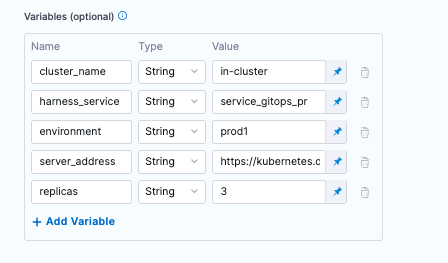 Variables (optional)
Name Type Value
cluster_name String in-cluster
harness_service String service_gitops_pr
environment String prod1
server_address String https://kubernetes.
replicas String 3
+ Add Variable